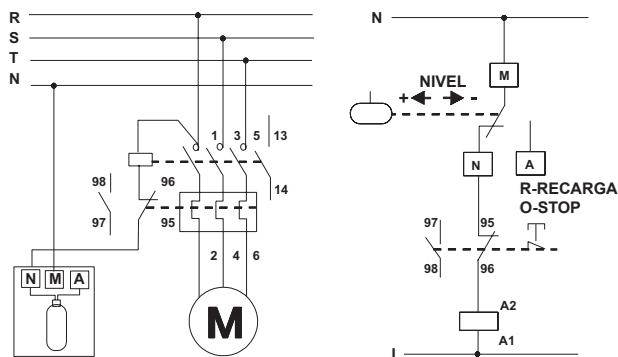 R
S
T
N
1 3 5 13
14
98 96
97 95
2 4 6
N M A
M
N
M
NIVEL
+ -
N A
R-RECARGA
O-STOP
97 95
98 96
A2
A1
L